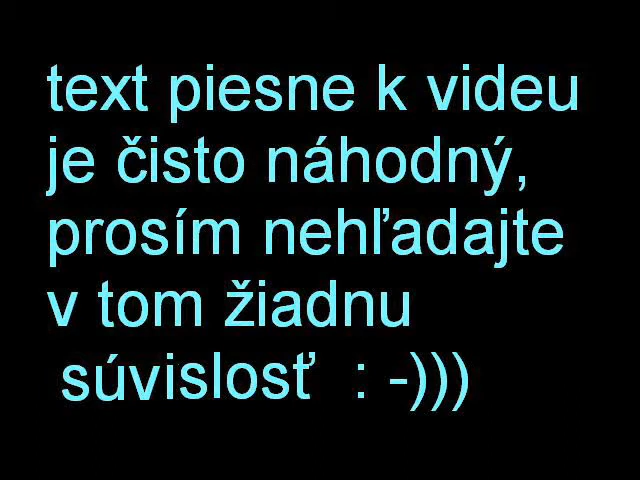 text piesne k videu
je čisto náhodný,
prosím nehľadajte
v tom žiadnu
súvislosť : -)))